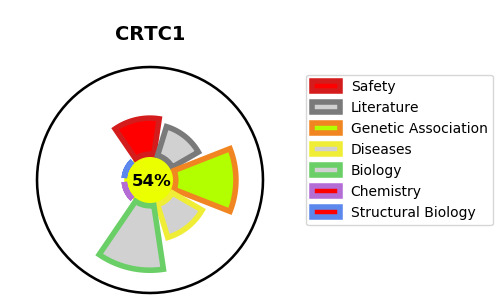 CRTC1
54%
Safety
Literature
Genetic Association
Diseases
Biology
Chemistry
Structural Biology